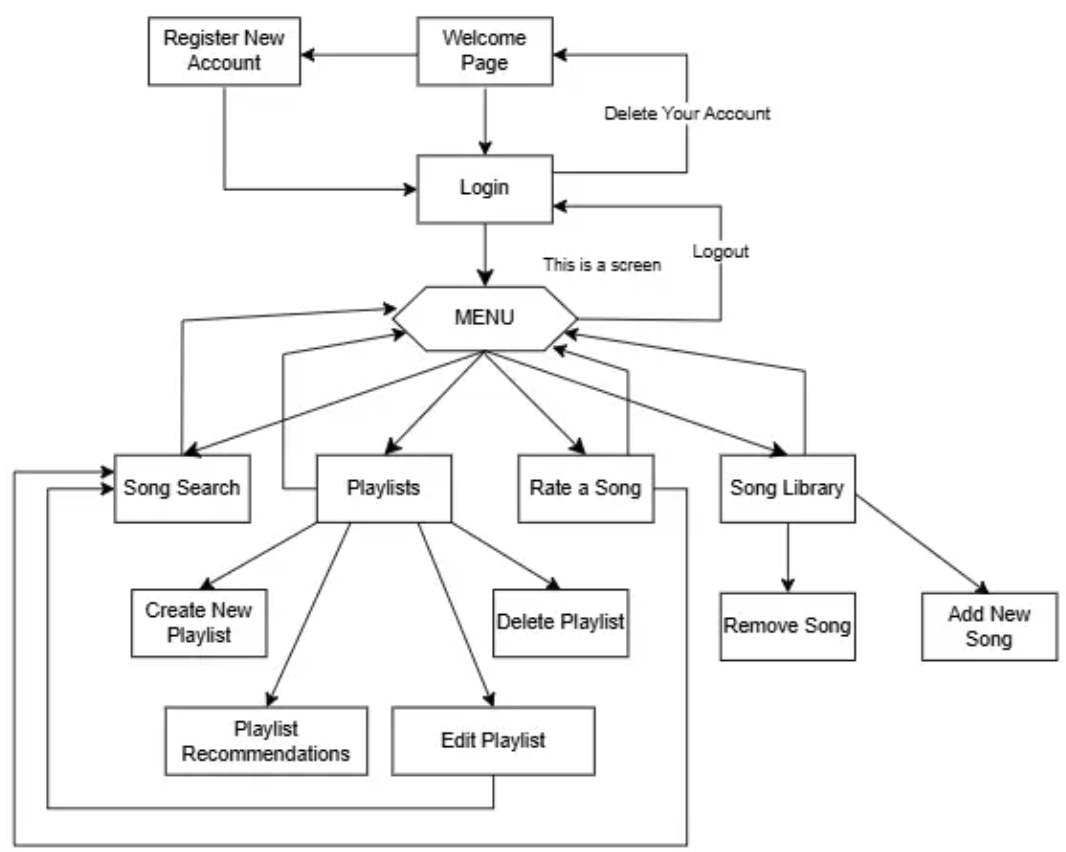 Register New
Account
Welcome
Page
Delete Your Account
Login
Logout
This is a screen
MENU
Song Search
Playlists
Rate a Song
Song Library
Create New
Playlist
Delete Playlist
Remove Song
Add New
Song
Playlist
Recommendations
Edit Playlist